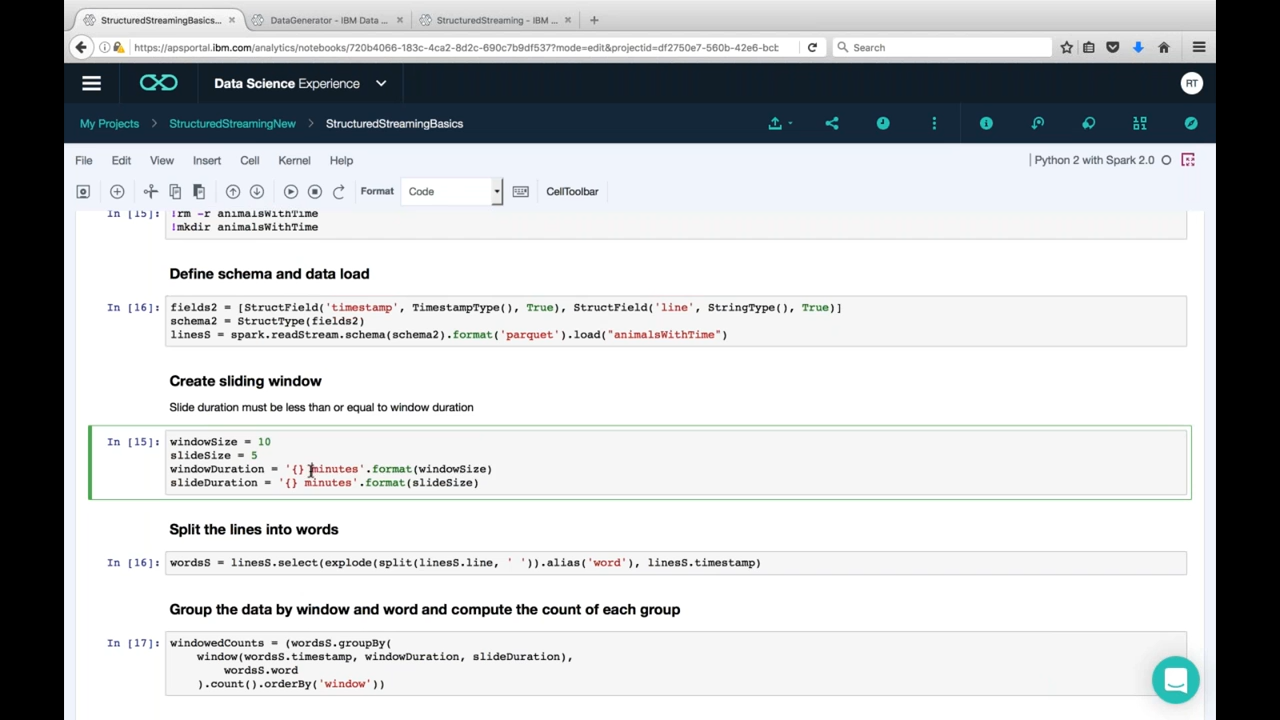 StructuredStreamingBasics...
DataGenerator - IBM Data ...
StructuredStreaming - IBM ...
https://apsportal.ibm.com/analytics/notebooks/720b4066-183c-4ca2-8d2c-690c7b9df537?mode=edit&projectid=df2750e7-560b-42e6-bcb
Search
Data Science Experience
RT
My Projects > StructuredStreamingNew > StructuredStreamingBasics
File Edit View Insert Cell Kernel Help
Python 2 with Spark 2.0
Format Code CellToolbar
In [15]: !rm -r animalsWithTime
!mkdir animalsWithTime
Define schema and data load
In [16]: fields2 = [StructField('timestamp', TimestampType(), True), StructField('line', StringType(), True)]
schema2 = StructType(fields2)
linesS = spark.readStream.schema(schema2).format('parquet').load("animalsWithTime")
Create sliding window
Slide duration must be less than or equal to window duration
In [15]: windowSize = 10
slideSize = 5
windowDuration = '{} minutes'.format(windowSize)
slideDuration = '{} minutes'.format(slideSize)
Split the lines into words
In [16]: wordsS = linesS.select(explode(split(linesS.line, ' ')).alias('word'), linesS.timestamp)
Group the data by window and word and compute the count of each group
In [17]: windowedCounts = (wordsS.groupBy(
window(wordsS.timestamp, windowDuration, slideDuration),
wordsS.word
).count().orderBy('window'))